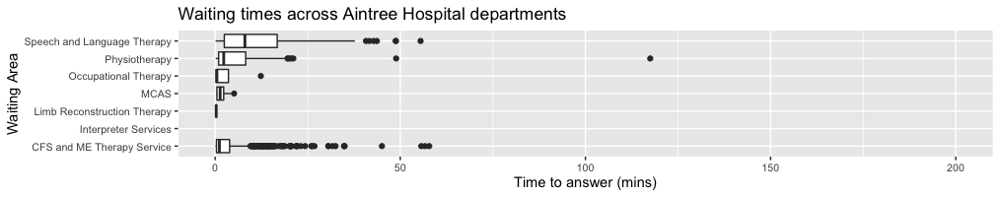 Waiting times across Aintree Hospital departments
Waiting Area
Speech and Language Therapy
Physiotherapy
Occupational Therapy
MCAS
Limb Reconstruction Therapy
Interpreter Services
CFS and ME Therapy Service
0 50 100 150 200
Time to answer (mins)